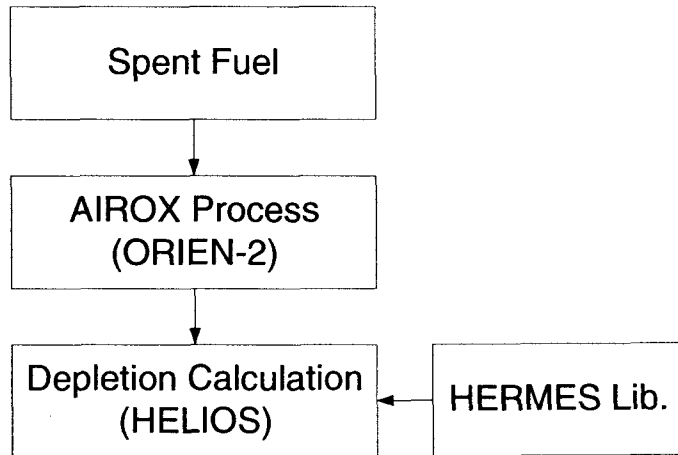 Spent Fuel
AIROX Process
(ORIEN-2)
Depletion Calculation
(HELIOS)
HERMES Lib.